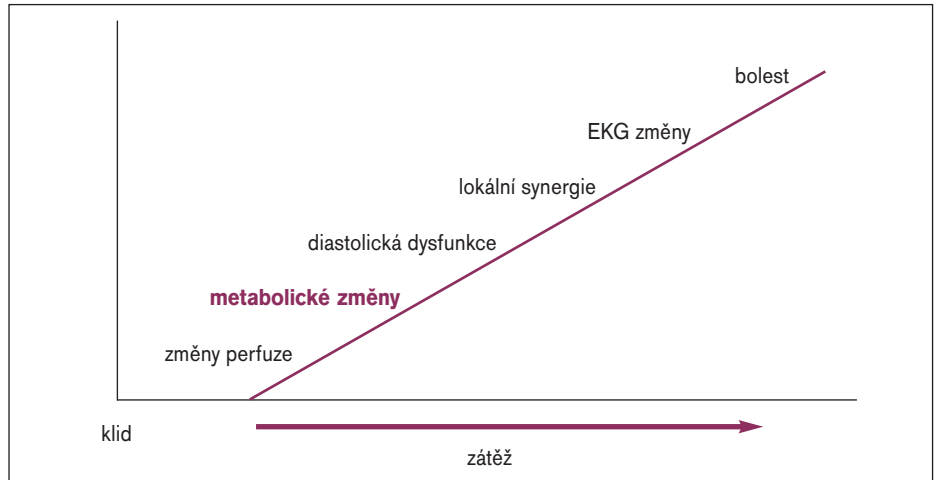 bolest
EKG změny
lokální synergie
diastolická dysfunkce
metabolické změny
změny perfuze
klid
zátěž